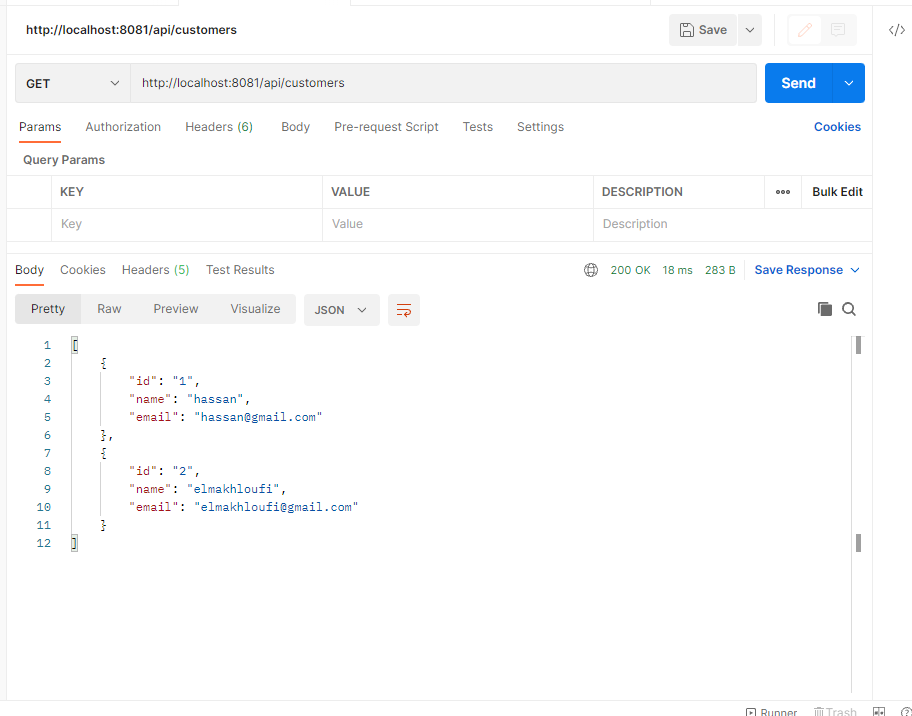 http://localhost:8081/api/customers Save </>
GET http://localhost:8081/api/customers Send
Params Authorization Headers (6) Body Pre-request Script Tests Settings Cookies
Query Params
KEY VALUE DESCRIPTION ••• Bulk Edit
Key Value Description
Body Cookies Headers (5) Test Results 200 OK 18 ms 283 B Save Response
Pretty Raw Preview Visualize JSON
1 [
2 {
3 "id": "1",
4 "name": "hassan",
5 "email": "hassan@gmail.com"
6 },
7 {
8 "id": "2",
9 "name": "elmakhloufi",
10 "email": "elmakhloufi@gmail.com"
11 }
12 ]
Runner Trash